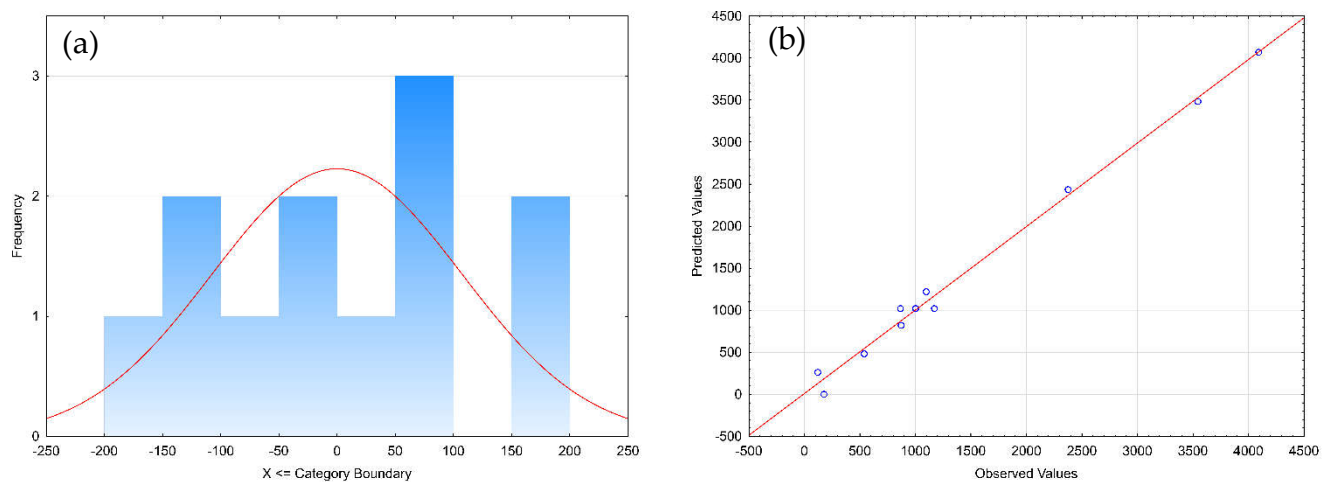 (a)
3
2
1
0
Frequency
-250 -200 -150 -100 -50 0 50 100 150 200 250
X <= Category Boundary
(b)
4500
4000
3500
3000
2500
2000
1500
1000
500
0
-500
Predicted Values
-500 0 500 1000 1500 2000 2500 3000 3500 4000 4500
Observed Values